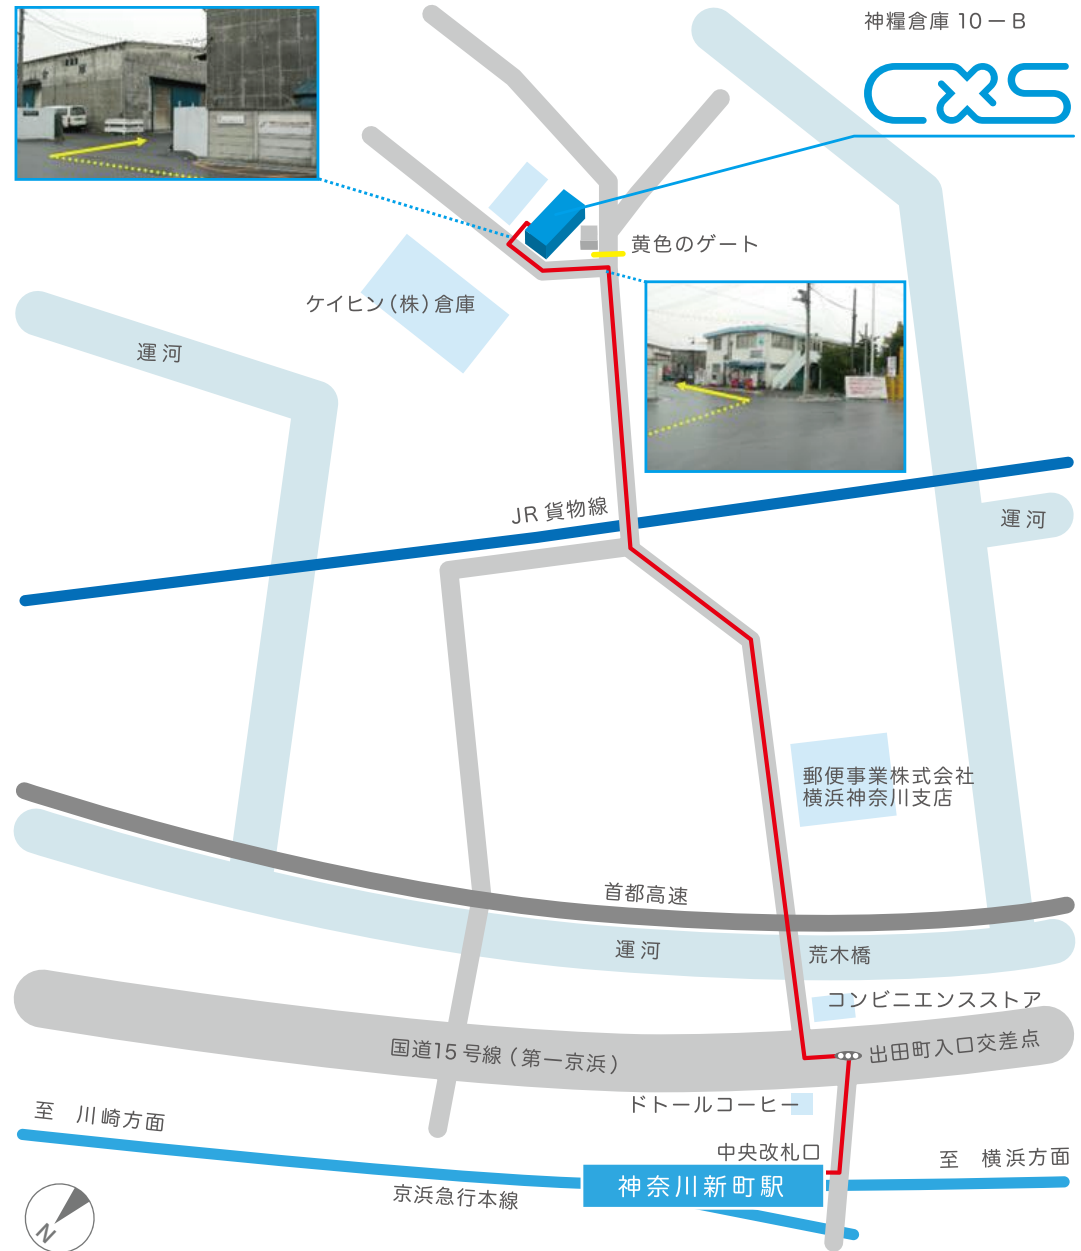 神糧倉庫 10－B
CXS
黄色のゲート
ケイヒン（株）倉庫
運河
JR 貨物線
運河
郵便事業株式会社
横浜神奈川支店
首都高速
運河
荒木橋
コンビニエンスストア
国道15号線（第一京浜）
出田町入口交差点
ドトールコーヒー
至　川崎方面
中央改札口
至　横浜方面
神奈川新町駅
京浜急行本線
N